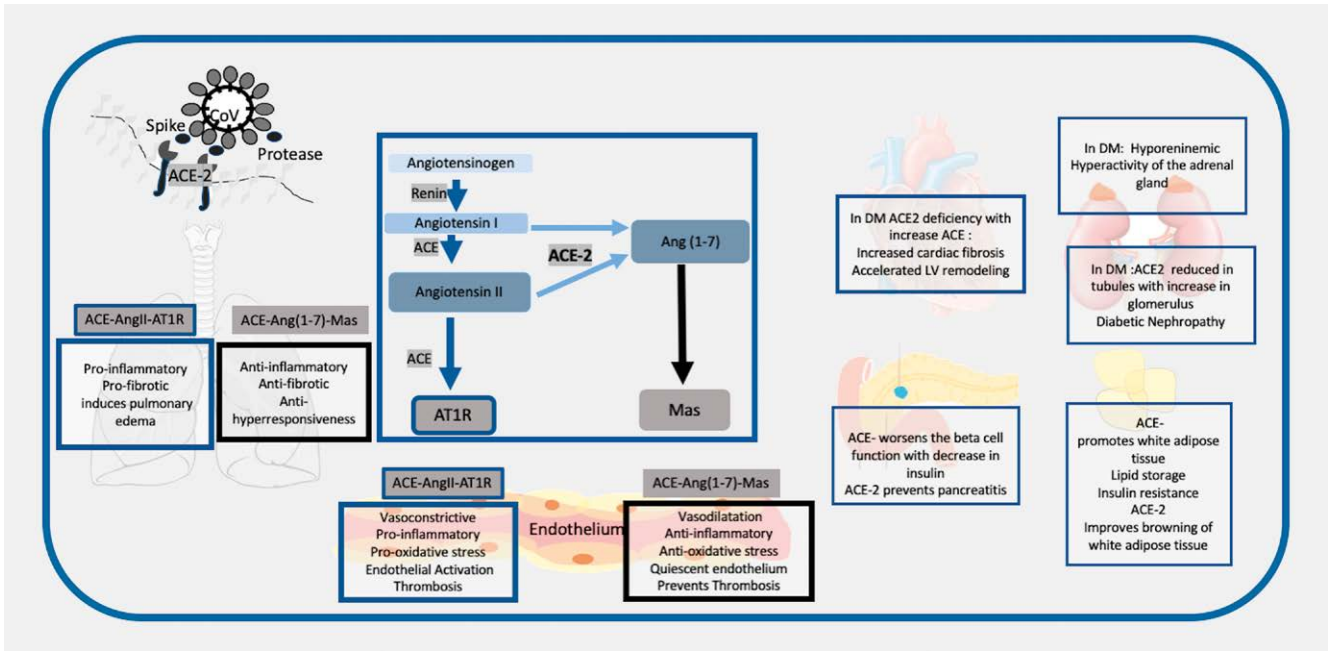 CoV
Spike
Protease
ACE-2
ACE-AngII-AT1R
Pro-inflammatory
Pro-fibrotic
induces pulmonary
edema
ACE-Ang(1-7)-Mas
Anti-inflammatory
Anti-fibrotic
Anti-
hyperresponsiveness
Angiotensinogen
Renin
Angiotensin I
ACE
ACE-2
Ang (1-7)
Angiotensin II
ACE
AT1R
Mas
ACE-AngII-AT1R
Vasoconstrictive
Pro-inflammatory
Pro-oxidative stress
Endothelial Activation
Thrombosis
Endothelium
ACE-Ang(1-7)-Mas
Vasodilatation
Anti-inflammatory
Anti-oxidative stress
Quiescent endothelium
Prevents Thrombosis
In DM ACE2 deficiency with
increase ACE :
Increased cardiac fibrosis
Accelerated LV remodeling
In DM: Hyporeninemic
Hyperactivity of the adrenal
gland
In DM :ACE2 reduced in
tubules with increase in
glomerulus
Diabetic Nephropathy
ACE- worsens the beta cell
function with decrease in
insulin
ACE-2 prevents pancreatitis
ACE-
promotes white adipose
tissue
Lipid storage
Insulin resistance
ACE-2
Improves browning of
white adipose tissue